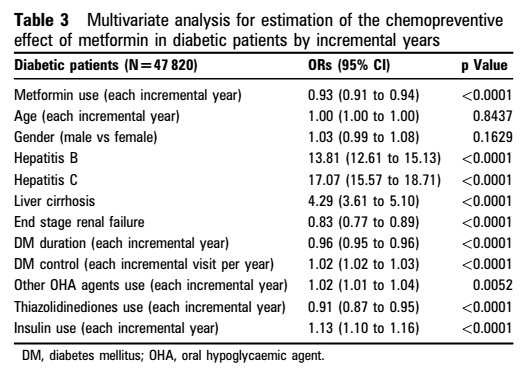 Table 3 Multivariate analysis for estimation of the chemopreventive
effect of metformin in diabetic patients by incremental years
Diabetic patients (N=47 820) ORs (95% CI) p Value
Metformin use (each incremental year) 0.93 (0.91 to 0.94) <0.0001
Age (each incremental year) 1.00 (1.00 to 1.00) 0.8437
Gender (male vs female) 1.03 (0.99 to 1.08) 0.1629
Hepatitis B 13.81 (12.61 to 15.13) <0.0001
Hepatitis C 17.07 (15.57 to 18.71) <0.0001
Liver cirrhosis 4.29 (3.61 to 5.10) <0.0001
End stage renal failure 0.83 (0.77 to 0.89) <0.0001
DM duration (each incremental year) 0.96 (0.95 to 0.96) <0.0001
DM control (each incremental visit per year) 1.02 (1.02 to 1.03) <0.0001
Other OHA agents use (each incremental year) 1.02 (1.01 to 1.04) 0.0052
Thiazolidinediones use (each incremental year) 0.91 (0.87 to 0.95) <0.0001
Insulin use (each incremental year) 1.13 (1.10 to 1.16) <0.0001
DM, diabetes mellitus; OHA, oral hypoglycaemic agent.